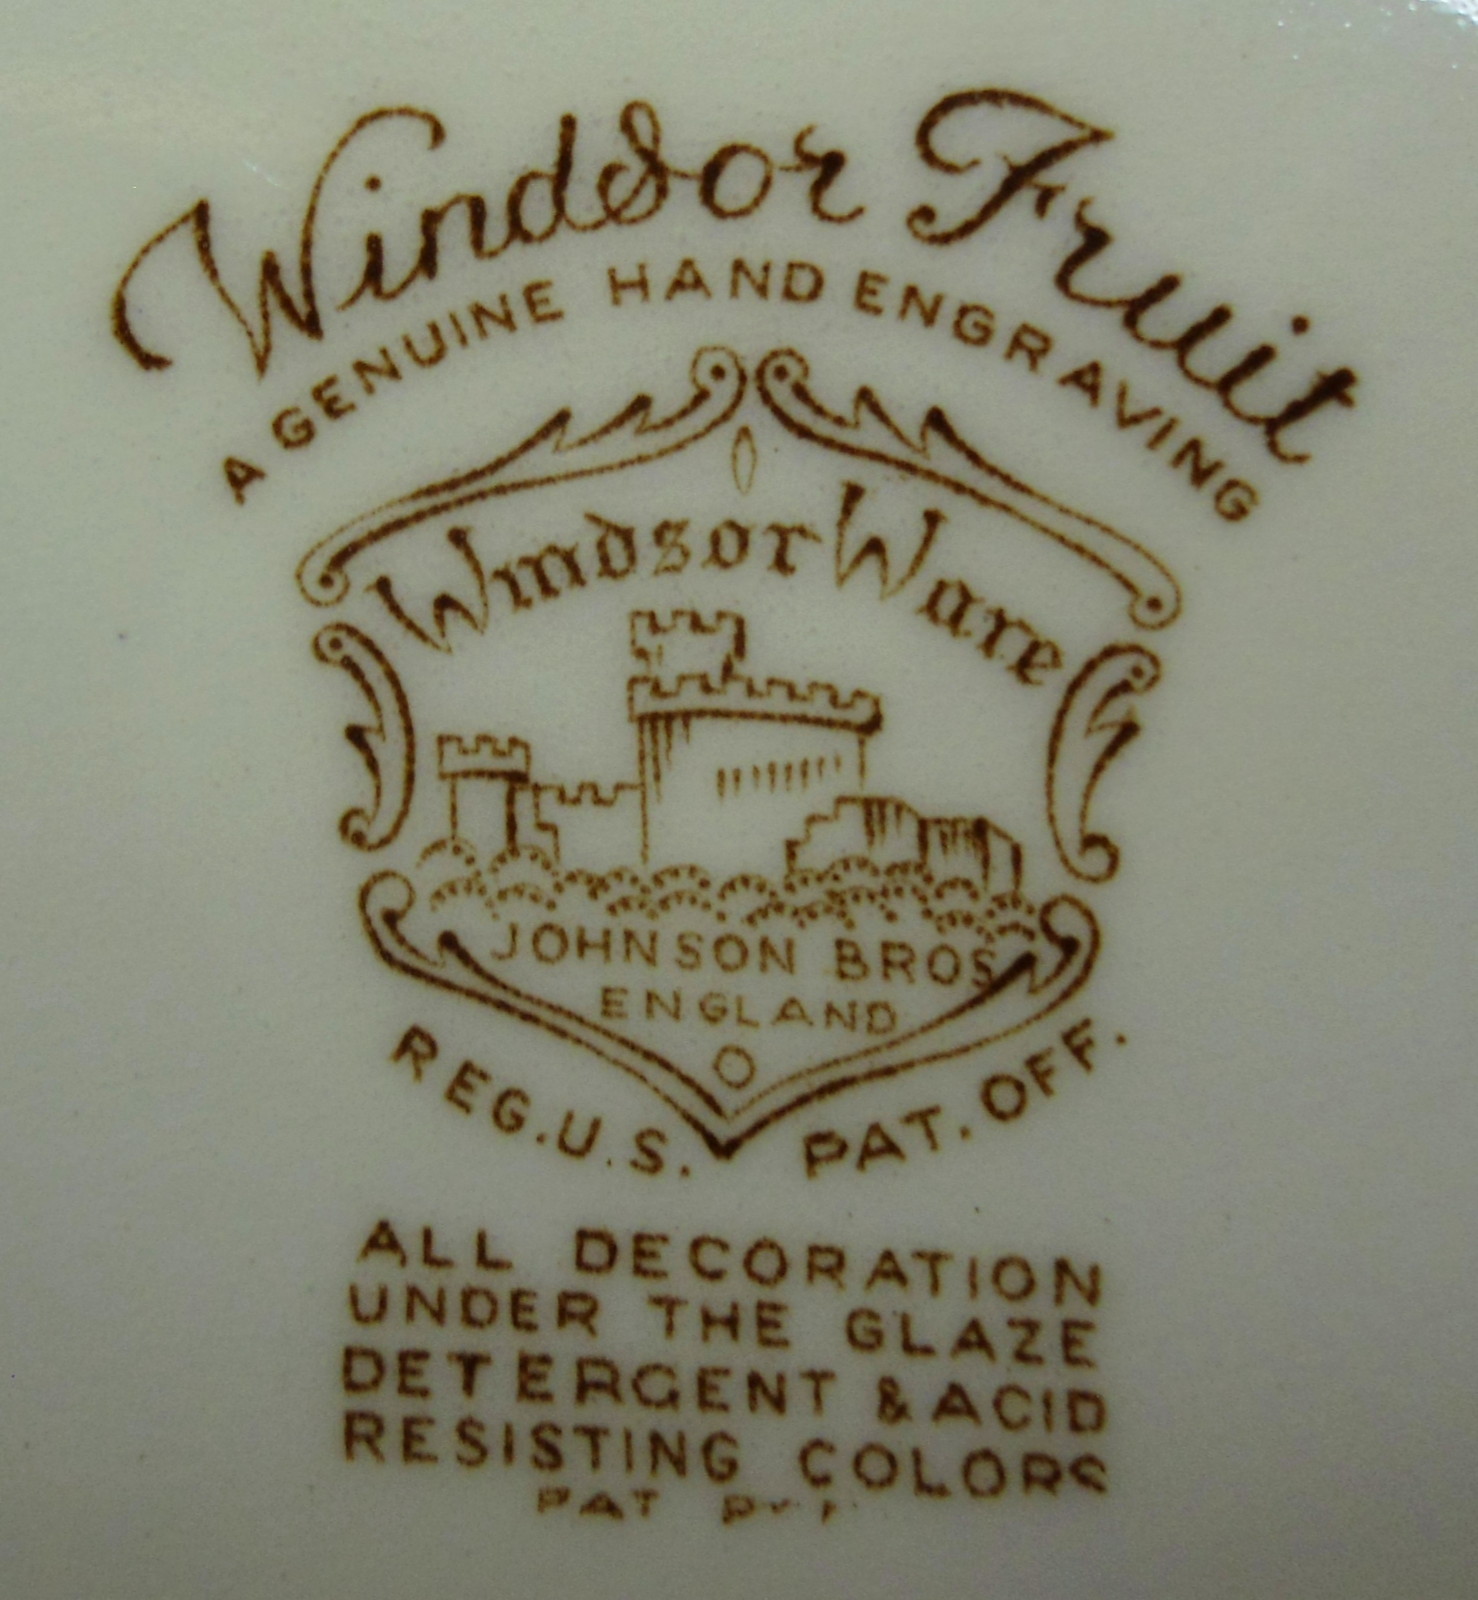 Windsor Fruit
A GENUINE HAND ENGRAVING
Windsor Ware
JOHNSON BROS
ENGLAND
REG. U.S. PAT. OFF.
ALL DECORATION
UNDER THE GLAZE
DETERGENT & ACID
RESISTING COLORS
PAT